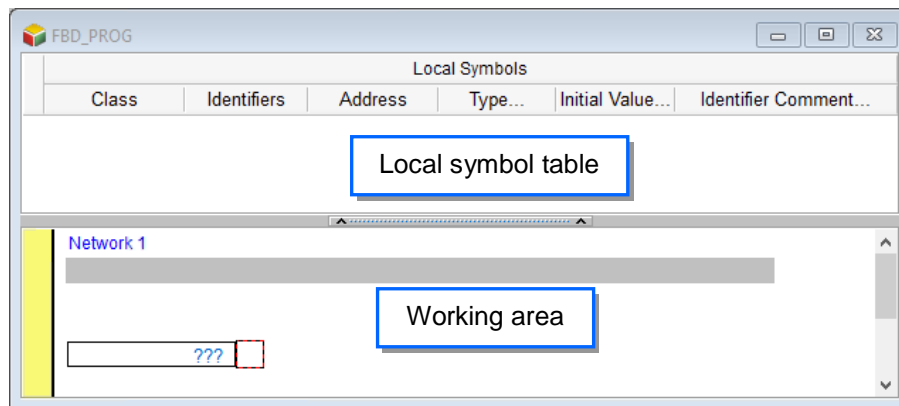 FBD_PROG
Local Symbols
Class Identifiers Address Type... Initial Value... Identifier Comment...
Local symbol table
Network 1
Working area
???